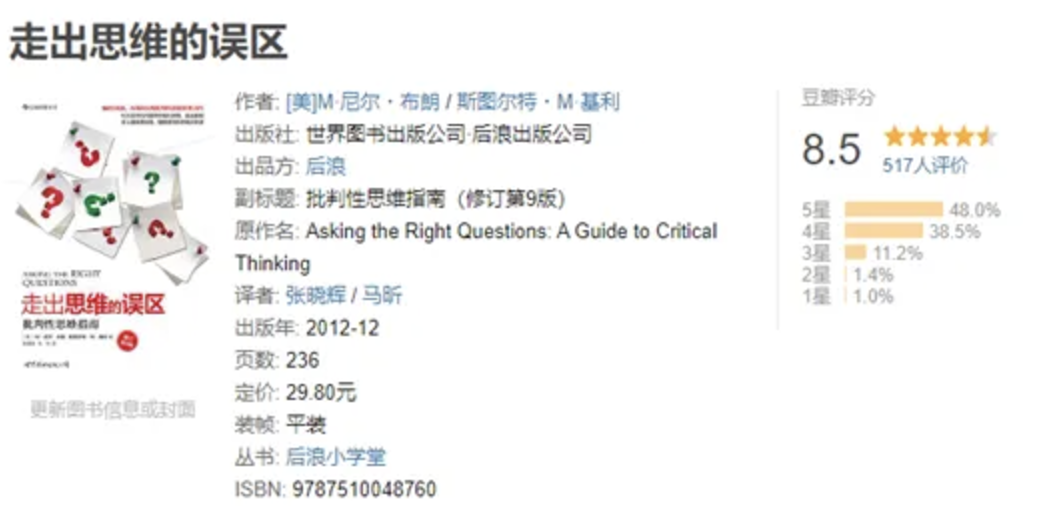 走出思维的误区
作者: [美]M·尼尔·布朗 / 斯图尔特·M·基利
出版社: 世界图书出版公司·后浪出版公司
出品方: 后浪
副标题: 批判性思维指南（修订第9版）
原作名: Asking the Right Questions: A Guide to Critical
Thinking
译者: 张晓辉 / 马昕
出版年: 2012-12
页数: 236
定价: 29.80元
装帧: 平装
丛书: 后浪小学堂
ISBN: 9787510048760
豆瓣评分
8.5
517人评价
5星 48.0%
4星 38.5%
3星 11.2%
2星 1.4%
1星 1.0%
ASKING THE RIGHT
QUESTIONS
走出思维的误区
批判性思维指南
更新图书信息或封面